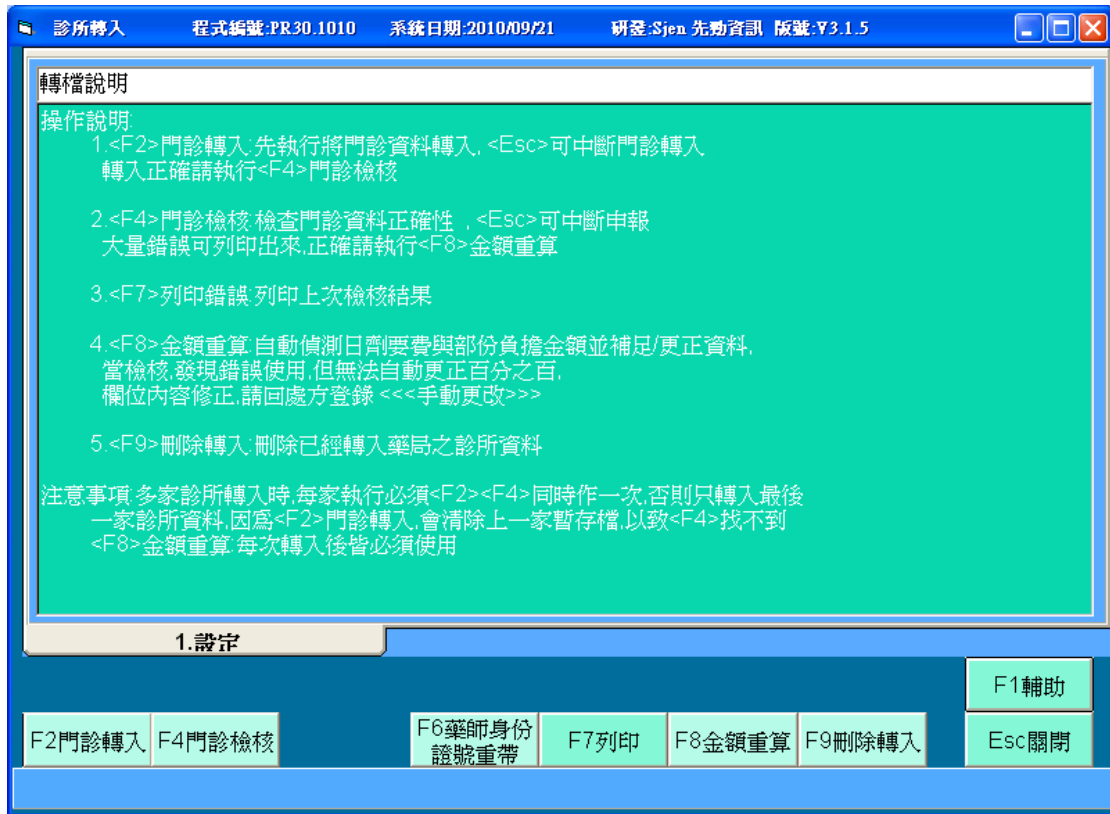 診所轉入 程式編號:PR30.1010 系統日期:2010/09/21 研發:Sjen 先勁資訊 版號:V3.1.5
轉檔說明
操作說明:
1.<F2>門診轉入:先執行將門診資料轉入, <Esc>可中斷門診轉入
轉入正確請執行<F4>門診檢核
2.<F4>門診檢核:檢查門診資料正確性 , <Esc>可中斷申報
大量錯誤可列印出來,正確請執行<F8>金額重算
3.<F7>列印錯誤:列印上次檢核結果
4.<F8>金額重算:自動偵測日劑要費與部份負擔金額並補足/更正資料,
當檢核,發現錯誤使用,但無法自動更正百分之百,
欄位內容修正,請回處方登錄 <<<手動更改>>>
5.<F9>刪除轉入:刪除已經轉入藥局之診所資料
注意事項:多家診所轉入時,每家執行必須<F2><F4>同時作一次,否則只轉入最後
一家診所資料,因為<F2>門診轉入,會清除上一家暫存檔,以致<F4>找不到
<F8>金額重算:每次轉入後皆必須使用
1.設定
F1輔助
F2門診轉入 F4門診檢核 F6藥師身份 F7列印 F8金額重算 F9刪除轉入 Esc關閉
證號重帶